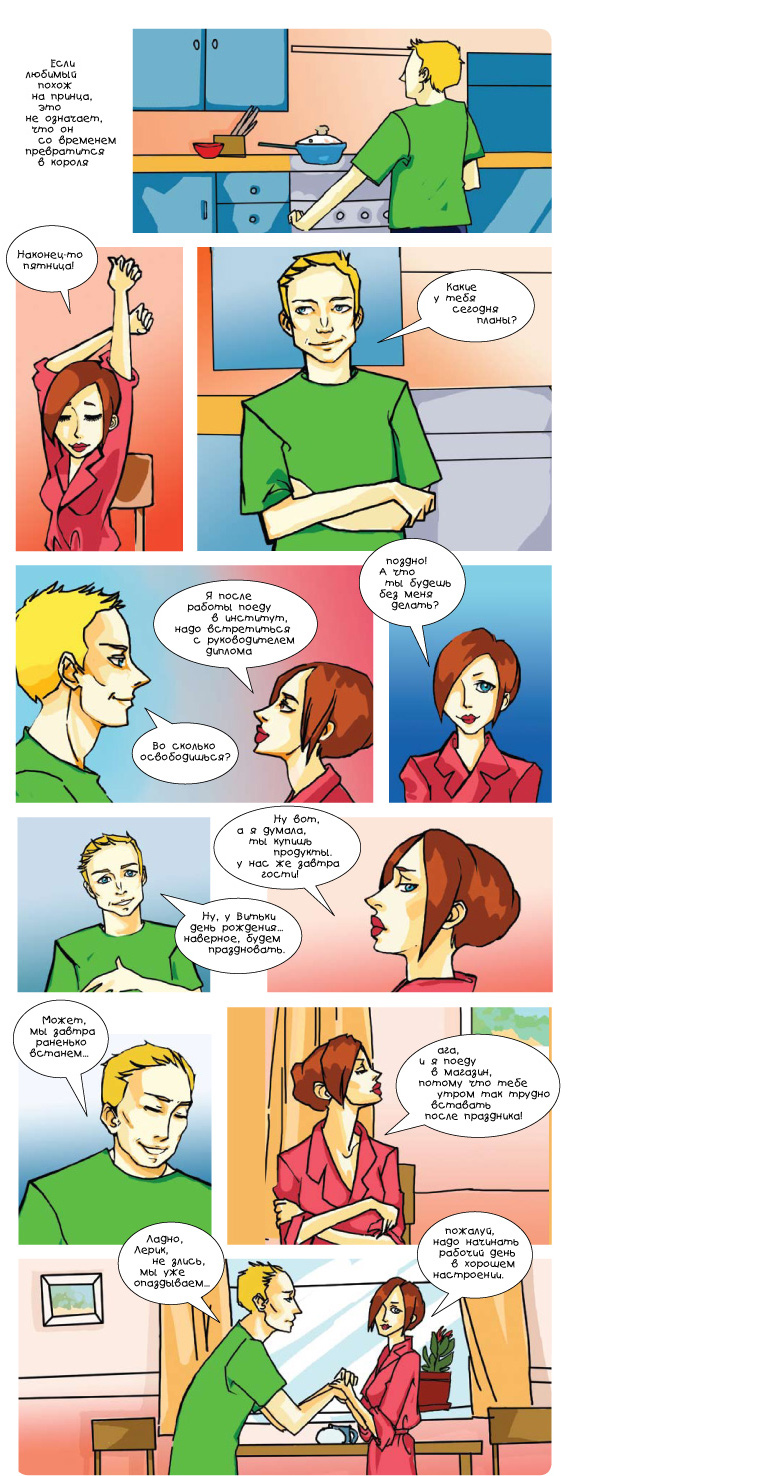 Если
любимый
похож
на принца,
это
не означает,
что он
со временем
превратится
в короля
Наконец-то
пятница!
Какие
у тебя
сегодня
планы?
Я после
работы поеду
в институт,
надо встретиться
с руководителем
диплома
Во сколько
освободишься?
поздно!
А что
ты будешь
без меня
делать?
Ну, у Витьки
день рождения...
наверное, будем
праздновать.
Ну вот,
а я думала,
ты купишь
продукты.
у нас же завтра
гости!
Может,
мы завтра
раненько
встанем...
ага,
и я поеду
в магазин,
потому что тебе
утром так трудно
вставать
после праздника!
Ладно,
Лерик,
не злись,
мы уже
опаздываем...
пожалуй,
надо начинать
рабочий день
в хорошем
настроении.